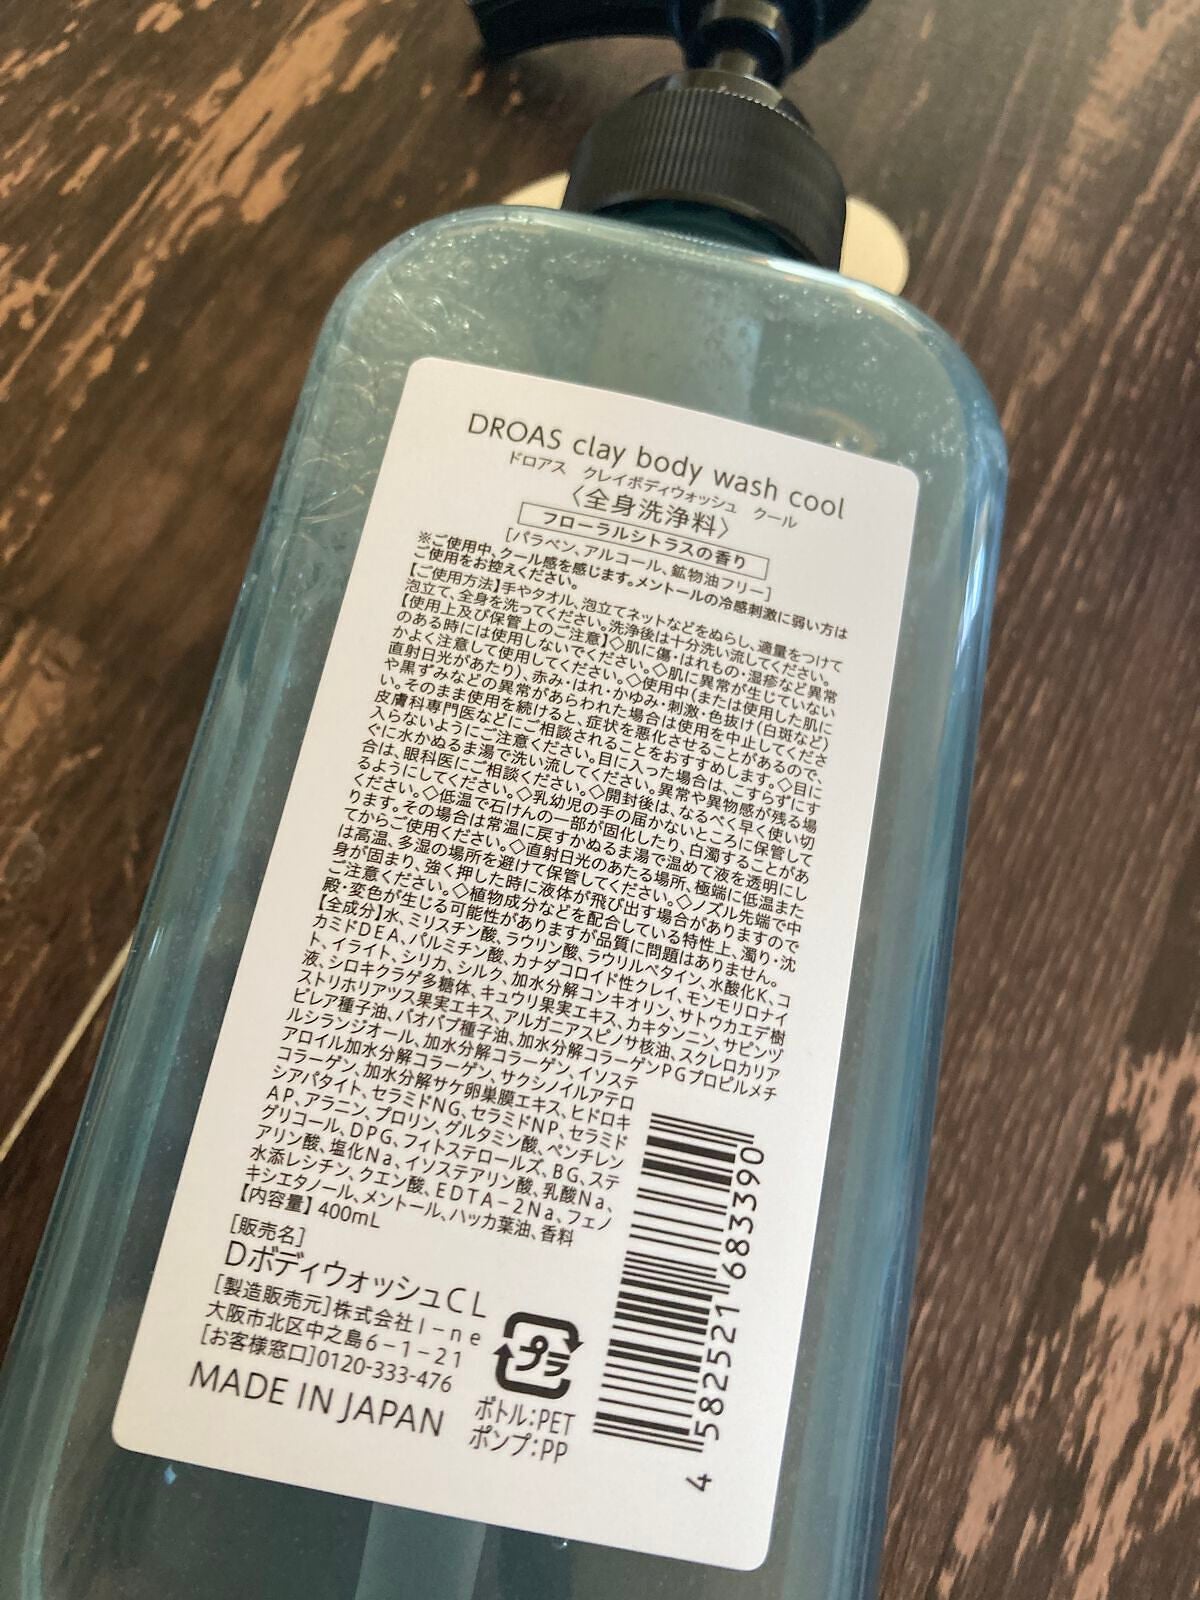 DROAS clay body wash cool
ドロアス　クレイボディウォッシュ　クール
〈全身洗浄料〉
フローラルシトラスの香り
[パラベン、アルコール、鉱物油フリー]
※ご使用中、クール感を感じます。メントールの冷感刺激に弱い方は
ご使用をお控えください。
【ご使用方法】手やタオル、泡立てネットなどをぬらし、適量をつけて
泡立て、全身を洗ってください。洗浄後は十分洗い流してください。
【使用上及び保管上のご注意】◇肌に傷・はれもの・湿疹など異常
のある時には使用しないでください。◇肌に異常が生じていない
かよく注意して使用してください。◇使用中(または使用した肌に
直射日光があたり)、赤み・はれ・かゆみ・刺激・色抜け(白斑など)
や黒ずみなどの異常があらわれた場合は使用を中止してくださ
い。そのまま使用を続けると、症状を悪化させることがあるので、
皮膚科専門医などにご相談されることをおすすめします。◇目に
入らないようにご注意ください。目に入った場合は、こすらずにす
ぐに水かぬるま湯で洗い流してください。異常や異物感が残る場
合は、眼科医にご相談ください。◇開封後は、なるべく早く使い切
るようにしてください。◇乳幼児の手の届かないところに保管して
ください。◇低温で石けんの一部が固化したり、白濁することがあ
ります。その場合は常温に戻すかぬるま湯で温めて液を透明にし
てからご使用ください。◇直射日光のあたる場所、極端に低温また
は高温、多湿の場所を避けて保管してください。◇ノズル先端で中
身が固まり、強く押した時に液体が飛び出す場合がありますので
ご注意ください。◇植物成分などを配合している特性上、濁り・沈
殿・変色が生じる可能性がありますが品質に問題はありません。
【全成分】水、ミリスチン酸、ラウリン酸、ラウリルベタイン、水酸化K、コ
カミドDEA、パルミチン酸、カナダコロイド性クレイ、モンモリロナイ
ト、イライト、シリカ、シルク、加水分解コンキオリン、サトウカエデ樹
液、シロキクラゲ多糖体、キュウリ果実エキス、カキタンニン、サピンヅ
ストリホリアツス果実エキス、アルガニアスピノサ核油、スクレロカリア
ビレア種子油、バオバブ種子油、加水分解コラーゲンPGプロピルメチ
ルシランジオール、加水分解コラーゲン、イソステ
アロイル加水分解コラーゲン、サクシノイルアテロ
コラーゲン、加水分解サケ卵巣膜エキス、ヒドロキ
シアパタイト、セラミドNG、セラミドNP、セラミド
AP、アラニン、プロリン、グルタミン酸、ペンチレン
グリコール、DPG、フィトステロールズ、BG、ステ
アリン酸、塩化Na、イソステアリン酸、乳酸Na、
水添レシチン、クエン酸、EDTA－2Na、フェノ
キシエタノール、メントール、ハッカ葉油、香料
【内容量】400mL
[販売名]
DボディウォッシュCL
[製造販売元]株式会社I－ne
大阪市北区中之島6－1－21
[お客様窓口]0120-333-476
MADE IN JAPAN
プラ
ボトル:PET
ポンプ:PP
4 582521 683390